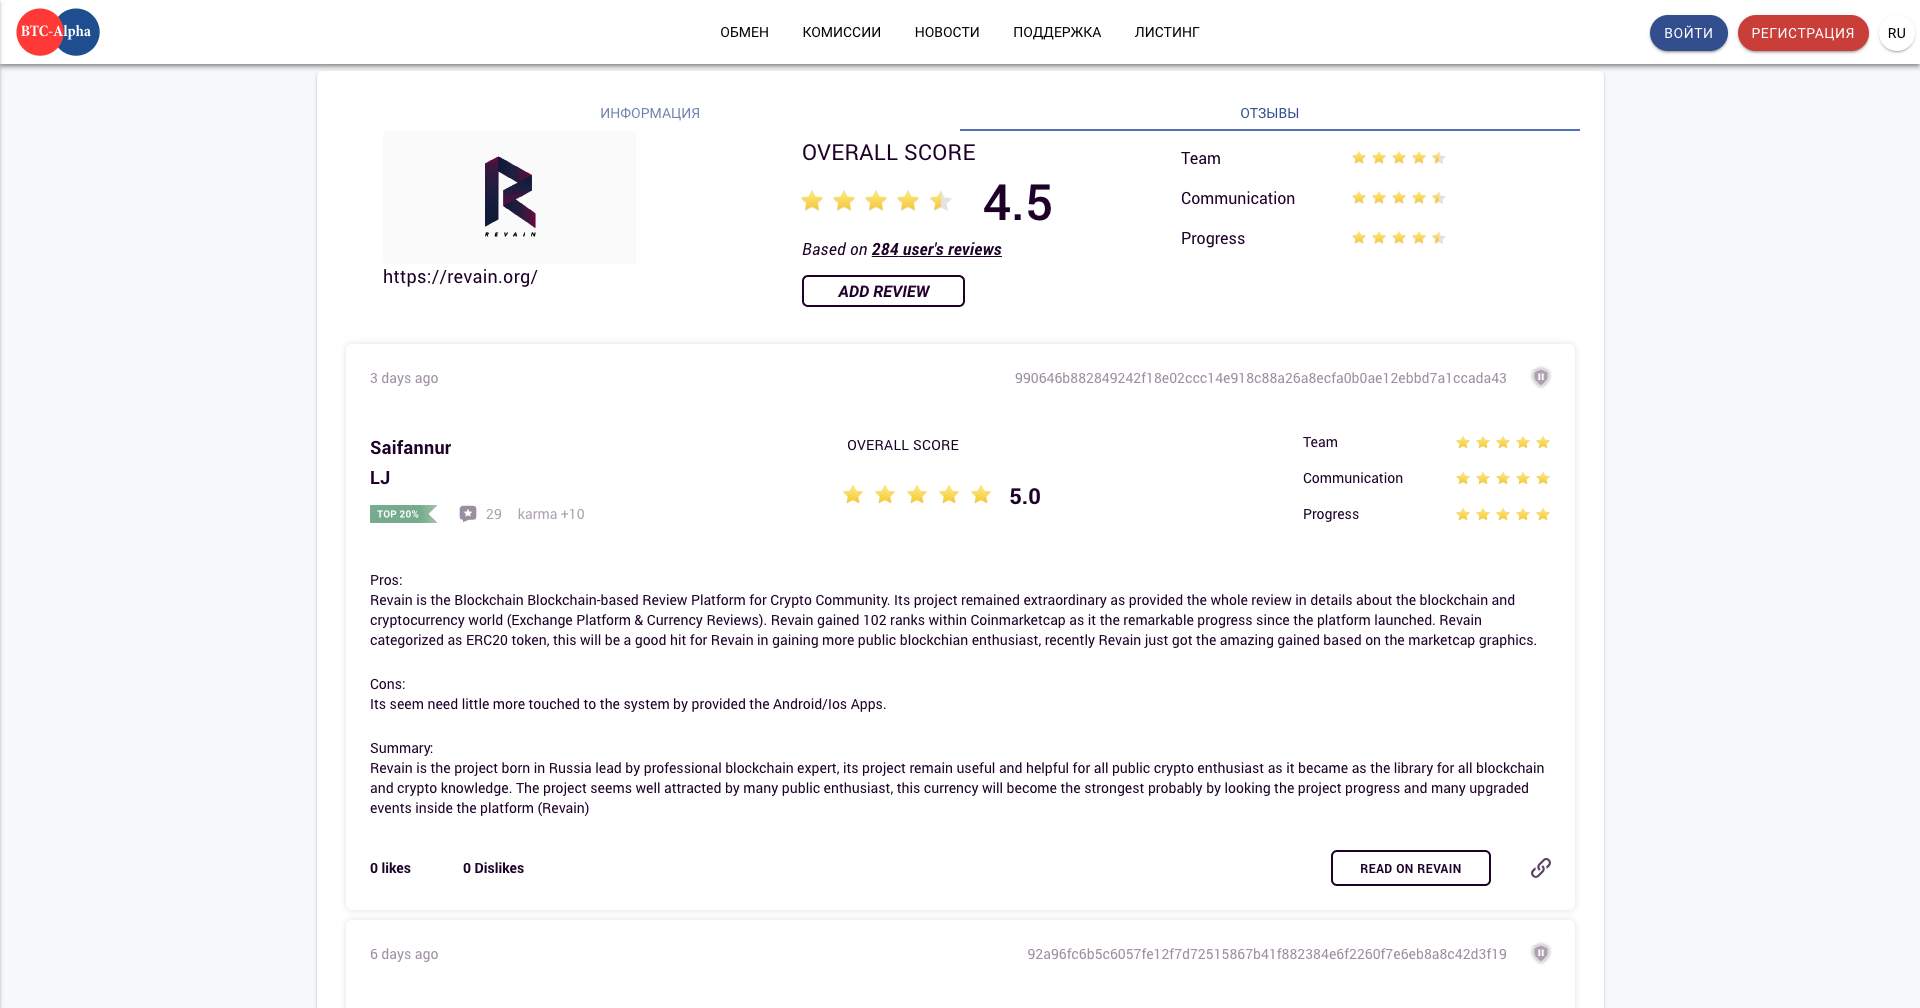 BTC-Alpha
ОБМЕН КОМИССИИ НОВОСТИ ПОДДЕРЖКА ЛИСТИНГ
ВОЙТИ РЕГИСТРАЦИЯ RU
ИНФОРМАЦИЯ ОТЗЫВЫ
REVAIN
https://revain.org/
OVERALL SCORE
4.5
Based on 284 user's reviews
ADD REVIEW
Team
Communication
Progress
3 days ago
990646b882849242f18e02ccc14e918c88a26a8ecfa0b0ae12ebbd7a1ccada43
Saifannur
LJ
TOP 20% 29 karma +10
OVERALL SCORE
5.0
Team
Communication
Progress
Pros:
Revain is the Blockchain Blockchain-based Review Platform for Crypto Community. Its project remained extraordinary as provided the whole review in details about the blockchain and
cryptocurrency world (Exchange Platform & Currency Reviews). Revain gained 102 ranks within Coinmarketcap as it the remarkable progress since the platform launched. Revain
categorized as ERC20 token, this will be a good hit for Revain in gaining more public blockchian enthusiast, recently Revain just got the amazing gained based on the marketcap graphics.
Cons:
Its seem need little more touched to the system by provided the Android/Ios Apps.
Summary:
Revain is the project born in Russia lead by professional blockchain expert, its project remain useful and helpful for all public crypto enthusiast as it became as the library for all blockchain
and crypto knowledge. The project seems well attracted by many public enthusiast, this currency will become the strongest probably by looking the project progress and many upgraded
events inside the platform (Revain)
0 likes 0 Dislikes
READ ON REVAIN
6 days ago
92a96fc6b5c6057fe12f7d72515867b41f882384e6f2260f7e6eb8a8c42d3f19